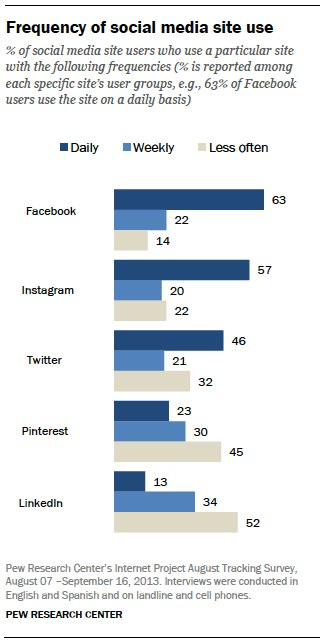 Frequency of social media site use
% of social media site users who use a particular site
with the following frequencies (% is reported among
each specific site's user groups, e.g., 63% of Facebook
users use the site on a daily basis)
Daily Weekly Less often
Facebook 63
22
14
Instagram 57
20
22
Twitter 46
21
32
Pinterest 23
30
45
LinkedIn 13
34
52
Pew Research Center's Internet Project August Tracking Survey,
August 07 –September 16, 2013. Interviews were conducted in
English and Spanish and on landline and cell phones.
PEW RESEARCH CENTER